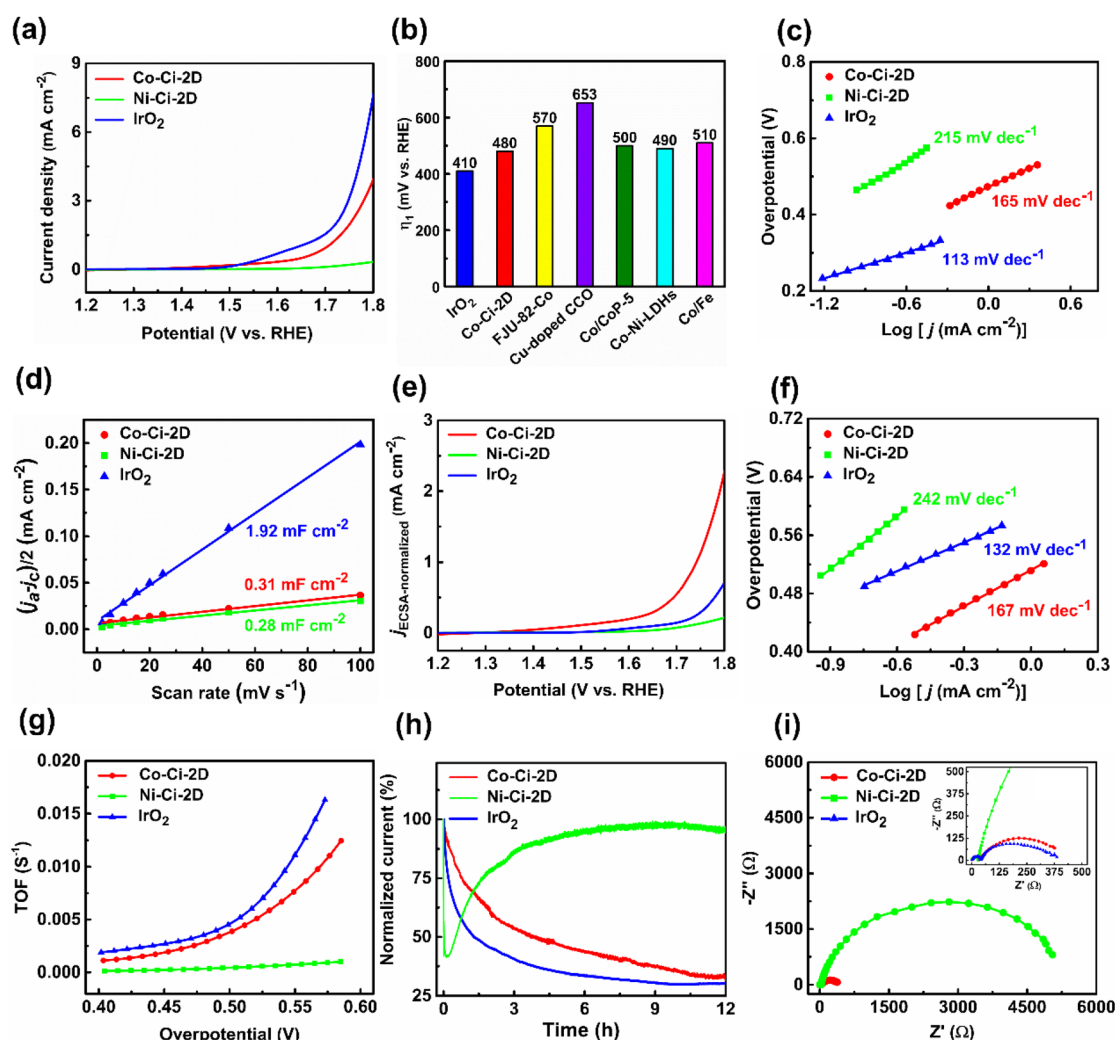 (a)
Co-Ci-2D
Ni-Ci-2D
IrO2
9
6
3
0
1.2 1.3 1.4 1.5 1.6 1.7 1.8
Current density (mA cm-2)
Potential (V vs. RHE)
(b)
800
600
400
200
0
410 480 570 653 500 490 510
η1 (mV vs. RHE)
IrO2
Co-Ci-2D
FJU-82-Co
Cu-doped CCO
Co/CoP-5
Co-Ni-LDHs
Co/Fe
(c)
Co-Ci-2D
Ni-Ci-2D
IrO2
0.8
0.6
0.4
0.2
215 mV dec-1
165 mV dec-1
113 mV dec-1
-1.2 -0.6 0.0 0.6
Overpotential (V)
Log [ j (mA cm-2)]
(d)
Co-Ci-2D
Ni-Ci-2D
IrO2
0.20
0.15
0.10
0.05
0.00
1.92 mF cm-2
0.31 mF cm-2
0.28 mF cm-2
0 20 40 60 80 100
(ja-jc)/2 (mA cm-2)
Scan rate (mV s-1)
(e)
Co-Ci-2D
Ni-Ci-2D
IrO2
3
2
1
0
1.2 1.3 1.4 1.5 1.6 1.7 1.8
jECSA-normalized (mA cm-2)
Potential (V vs. RHE)
(f)
Co-Ci-2D
Ni-Ci-2D
IrO2
0.72
0.64
0.56
0.48
0.40
242 mV dec-1
132 mV dec-1
167 mV dec-1
-0.9 -0.6 -0.3 0.0 0.3
Overpotential (V)
Log [ j (mA cm-2)]
(g)
Co-Ci-2D
Ni-Ci-2D
IrO2
0.020
0.015
0.010
0.005
0.000
0.40 0.45 0.50 0.55 0.60
TOF (S-1)
Overpotential (V)
(h)
Co-Ci-2D
Ni-Ci-2D
IrO2
100
75
50
25
0 3 6 9 12
Normalized current (%)
Time (h)
(i)
Co-Ci-2D
Ni-Ci-2D
IrO2
6000
4500
3000
1500
0
0 1500 3000 4500 6000
-Z'' (Ω)
Z' (Ω)
500
375
250
125
0
0 125 250 375 500
-Z'' (Ω)
Z' (Ω)